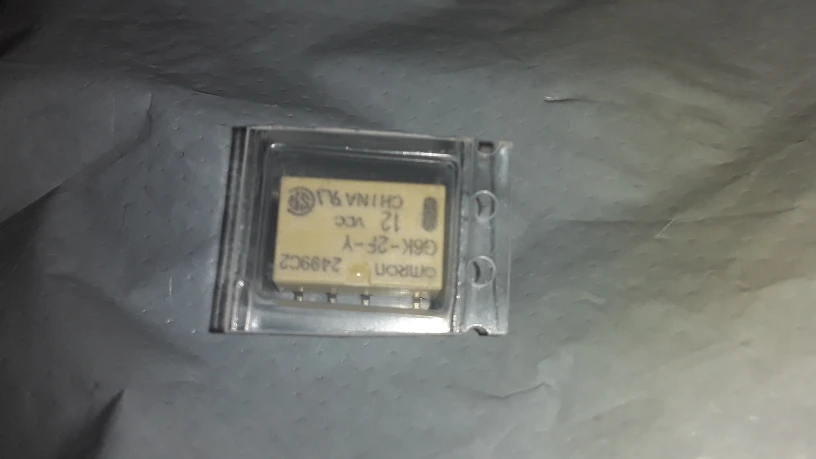 omRon 2499C2
G6K-2F-Y
12 VDC
CHINA